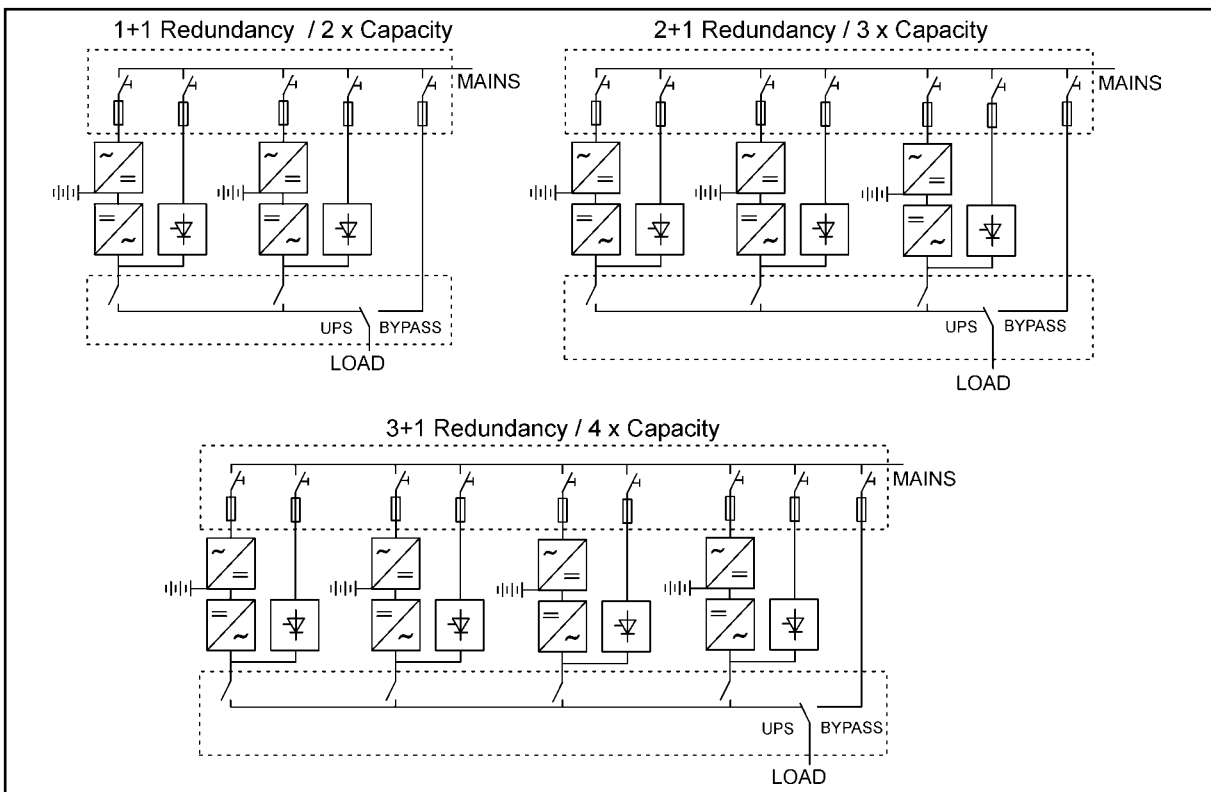 1+1 Redundancy / 2 x Capacity
MAINS
UPS BYPASS
LOAD
2+1 Redundancy / 3 x Capacity
MAINS
UPS BYPASS
LOAD
3+1 Redundancy / 4 x Capacity
MAINS
UPS BYPASS
LOAD